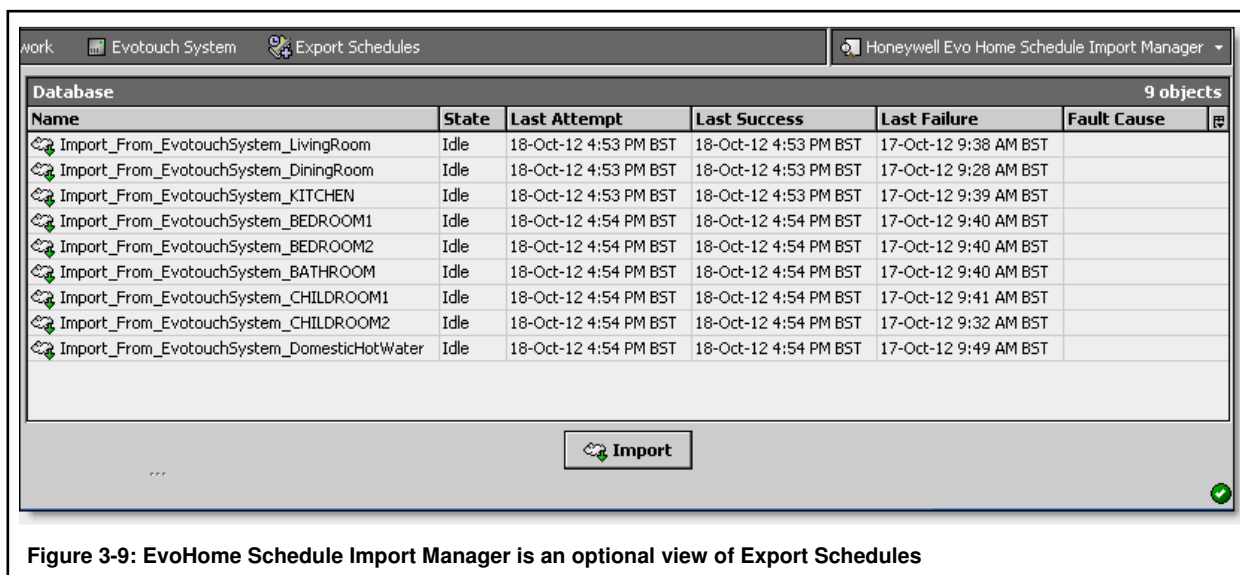 work Evotouch System Export Schedules Honeywell Evo Home Schedule Import Manager
Database 9 objects
Name State Last Attempt Last Success Last Failure Fault Cause
Import_From_EvotouchSystem_LivingRoom Idle 18-Oct-12 4:53 PM BST 18-Oct-12 4:53 PM BST 17-Oct-12 9:38 AM BST
Import_From_EvotouchSystem_DiningRoom Idle 18-Oct-12 4:53 PM BST 18-Oct-12 4:53 PM BST 17-Oct-12 9:28 AM BST
Import_From_EvotouchSystem_KITCHEN Idle 18-Oct-12 4:53 PM BST 18-Oct-12 4:53 PM BST 17-Oct-12 9:39 AM BST
Import_From_EvotouchSystem_BEDROOM1 Idle 18-Oct-12 4:54 PM BST 18-Oct-12 4:54 PM BST 17-Oct-12 9:40 AM BST
Import_From_EvotouchSystem_BEDROOM2 Idle 18-Oct-12 4:54 PM BST 18-Oct-12 4:54 PM BST 17-Oct-12 9:40 AM BST
Import_From_EvotouchSystem_BATHROOM Idle 18-Oct-12 4:54 PM BST 18-Oct-12 4:54 PM BST 17-Oct-12 9:40 AM BST
Import_From_EvotouchSystem_CHILDROOM1 Idle 18-Oct-12 4:54 PM BST 18-Oct-12 4:54 PM BST 17-Oct-12 9:41 AM BST
Import_From_EvotouchSystem_CHILDROOM2 Idle 18-Oct-12 4:54 PM BST 18-Oct-12 4:54 PM BST 17-Oct-12 9:32 AM BST
Import_From_EvotouchSystem_DomesticHotWater Idle 18-Oct-12 4:54 PM BST 18-Oct-12 4:54 PM BST 17-Oct-12 9:49 AM BST
Import
Figure 3-9: EvoHome Schedule Import Manager is an optional view of Export Schedules